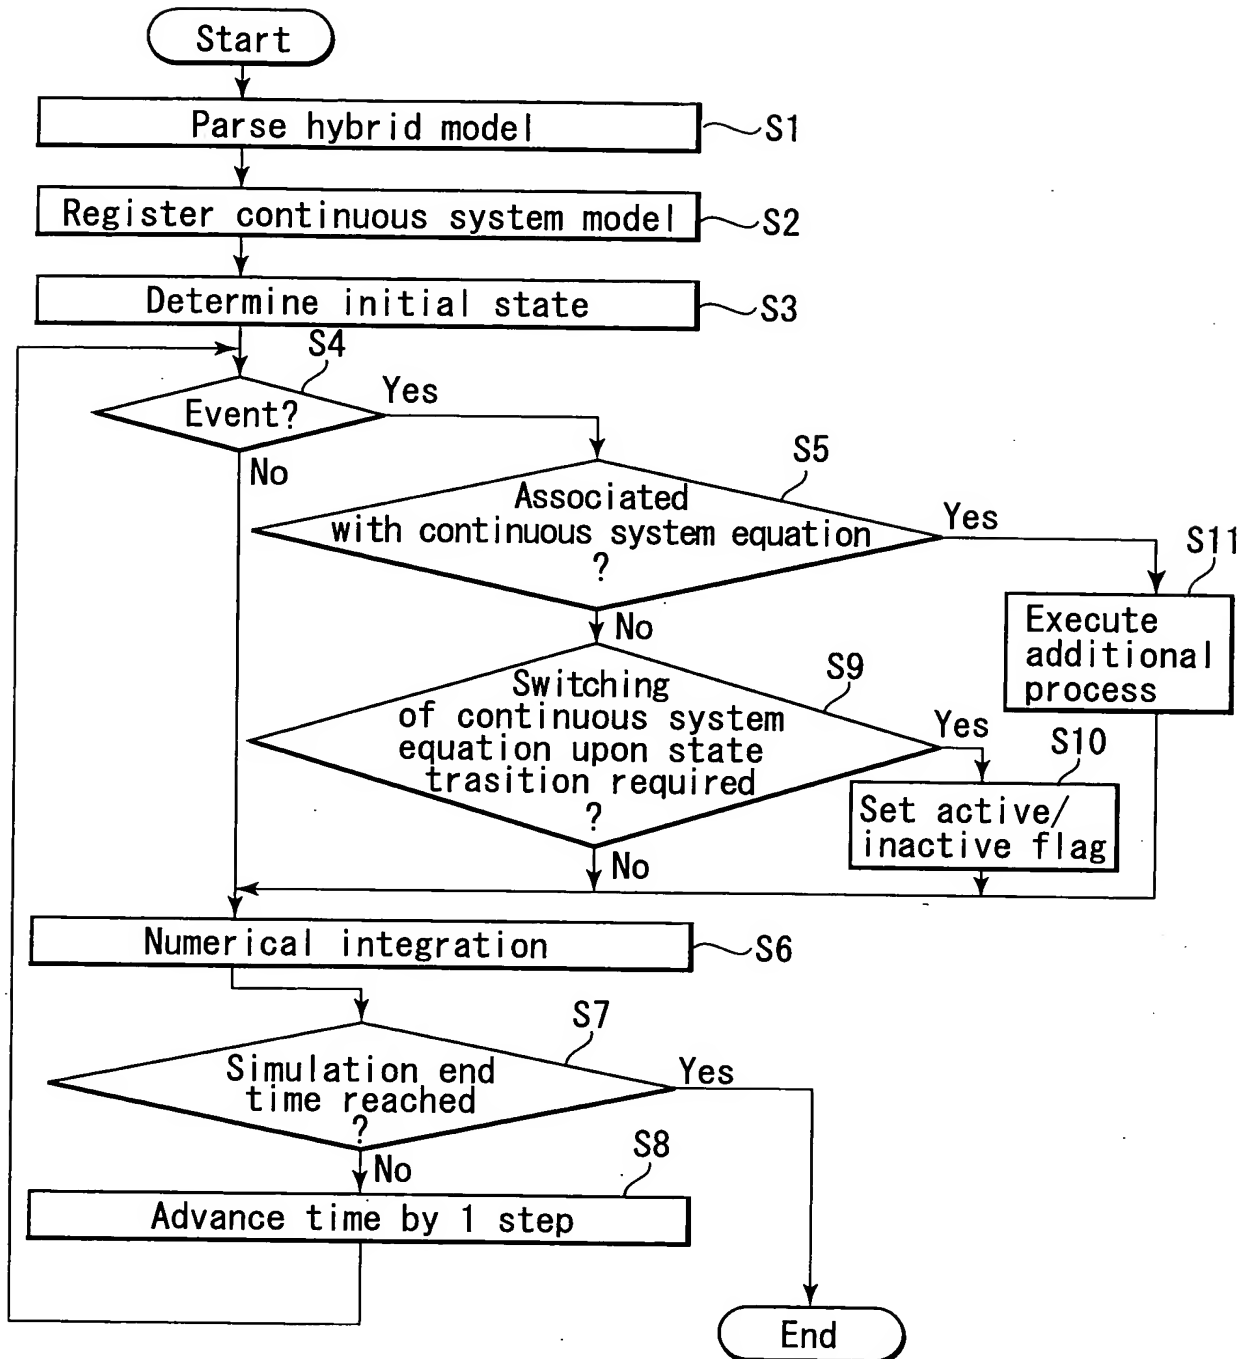 Start
Parse hybrid model
S1
Register continuous system model
S2
Determine initial state
S3
S4
Event?
Yes
No
S5
Associated
with continuous system equation
?
Yes
No
S11
Execute
additional
process
S9
Switching
of continuous system
equation upon state
trasition required
?
Yes
No
S10
Set active/
inactive flag
Numerical integration
S6
S7
Simulation end
time reached
?
Yes
No
S8
Advance time by 1 step
End